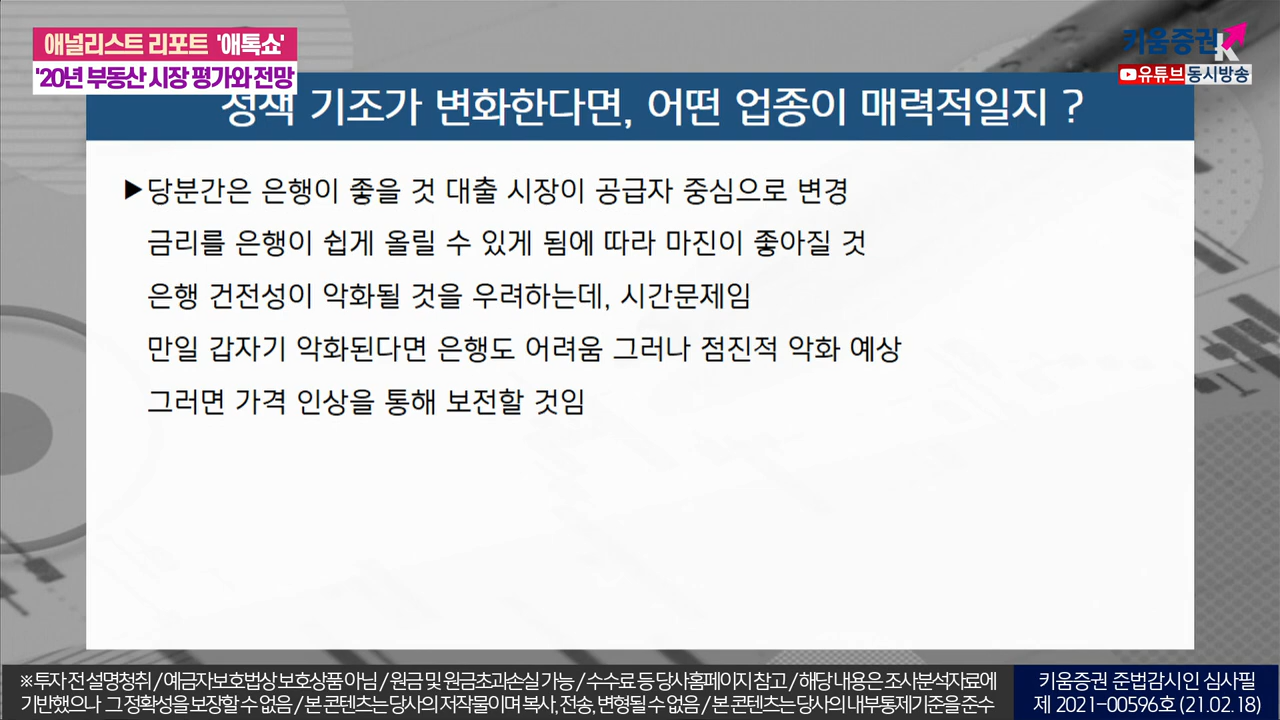 애널리스트 리포트 '애톡쇼'
'20년 부동산 시장 평가와 전망
키움증권
유튜브동시방송
정책 기조가 변화한다면, 어떤 업종이 매력적일지 ?
▶당분간은 은행이 좋을 것 대출 시장이 공급자 중심으로 변경
금리를 은행이 쉽게 올릴 수 있게 됨에 따라 마진이 좋아질 것
은행 건전성이 악화될 것을 우려하는데, 시간문제임
만일 갑자기 악화된다면 은행도 어려움 그러나 점진적 악화 예상
그러면 가격 인상을 통해 보전할 것임
※투자 전 설명청취 / 예금자보호법상 보호상품 아님 / 원금 및 원금초과손실 가능 / 수수료 등 당사홈페이지 참고 / 해당 내용은 조사분석자료에
기반했으나 그 정확성을 보장할 수 없음 / 본 콘텐츠는 당사의 저작물이며 복사, 전송, 변형될 수 없음 / 본 콘텐츠는 당사의 내부통제기준을 준수
키움증권 준법감시인 심사필
제 2021-00596호 (21.02.18)